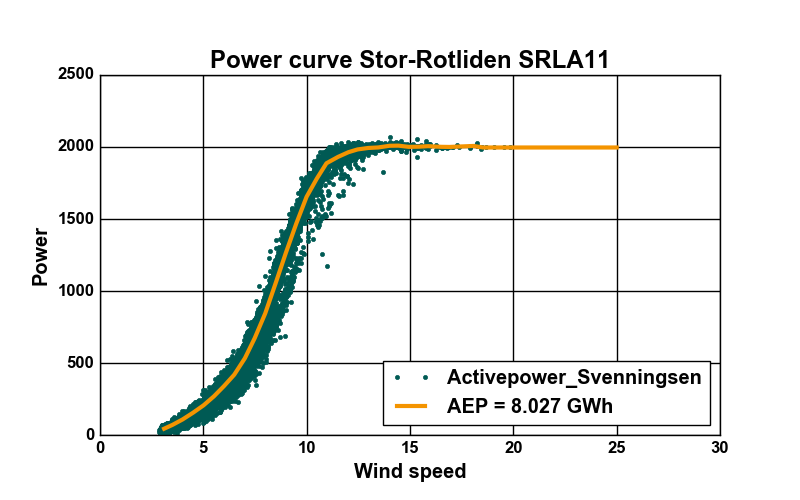 Power curve Stor-Rotliden SRLA11
2500
2000
1500
1000
500
0
Power
0 5 10 15 20 25 30
Wind speed
Activepower_Svenningsen
AEP = 8.027 GWh